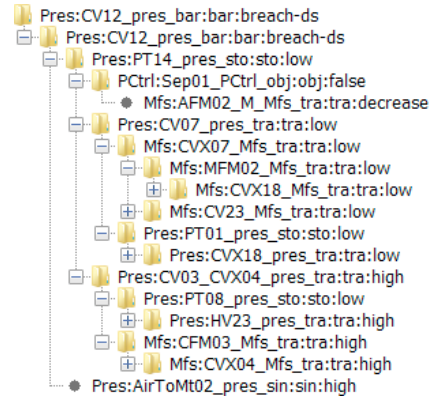 Pres:CV12_pres_bar:bar:breach-ds
Pres:CV12_pres_bar:bar:breach-ds
Pres:PT14_pres_sto:sto:low
PCtrl:Sep01_PCtrl_obj:obj:false
Mfs:AFM02_M_Mfs_tra:tra:decrease
Pres:CV07_pres_tra:tra:low
Mfs:CVX07_Mfs_tra:tra:low
Mfs:MFM02_Mfs_tra:tra:low
Mfs:CVX18_Mfs_tra:tra:low
Mfs:CV23_Mfs_tra:tra:low
Pres:PT01_pres_sto:sto:low
Pres:CVX18_pres_tra:tra:low
Pres:CV03_CVX04_pres_tra:tra:high
Pres:PT08_pres_sto:sto:low
Pres:HV23_pres_tra:tra:high
Mfs:CFM03_Mfs_tra:tra:high
Mfs:CVX04_Mfs_tra:tra:high
Pres:AirToMt02_pres_sin:sin:high